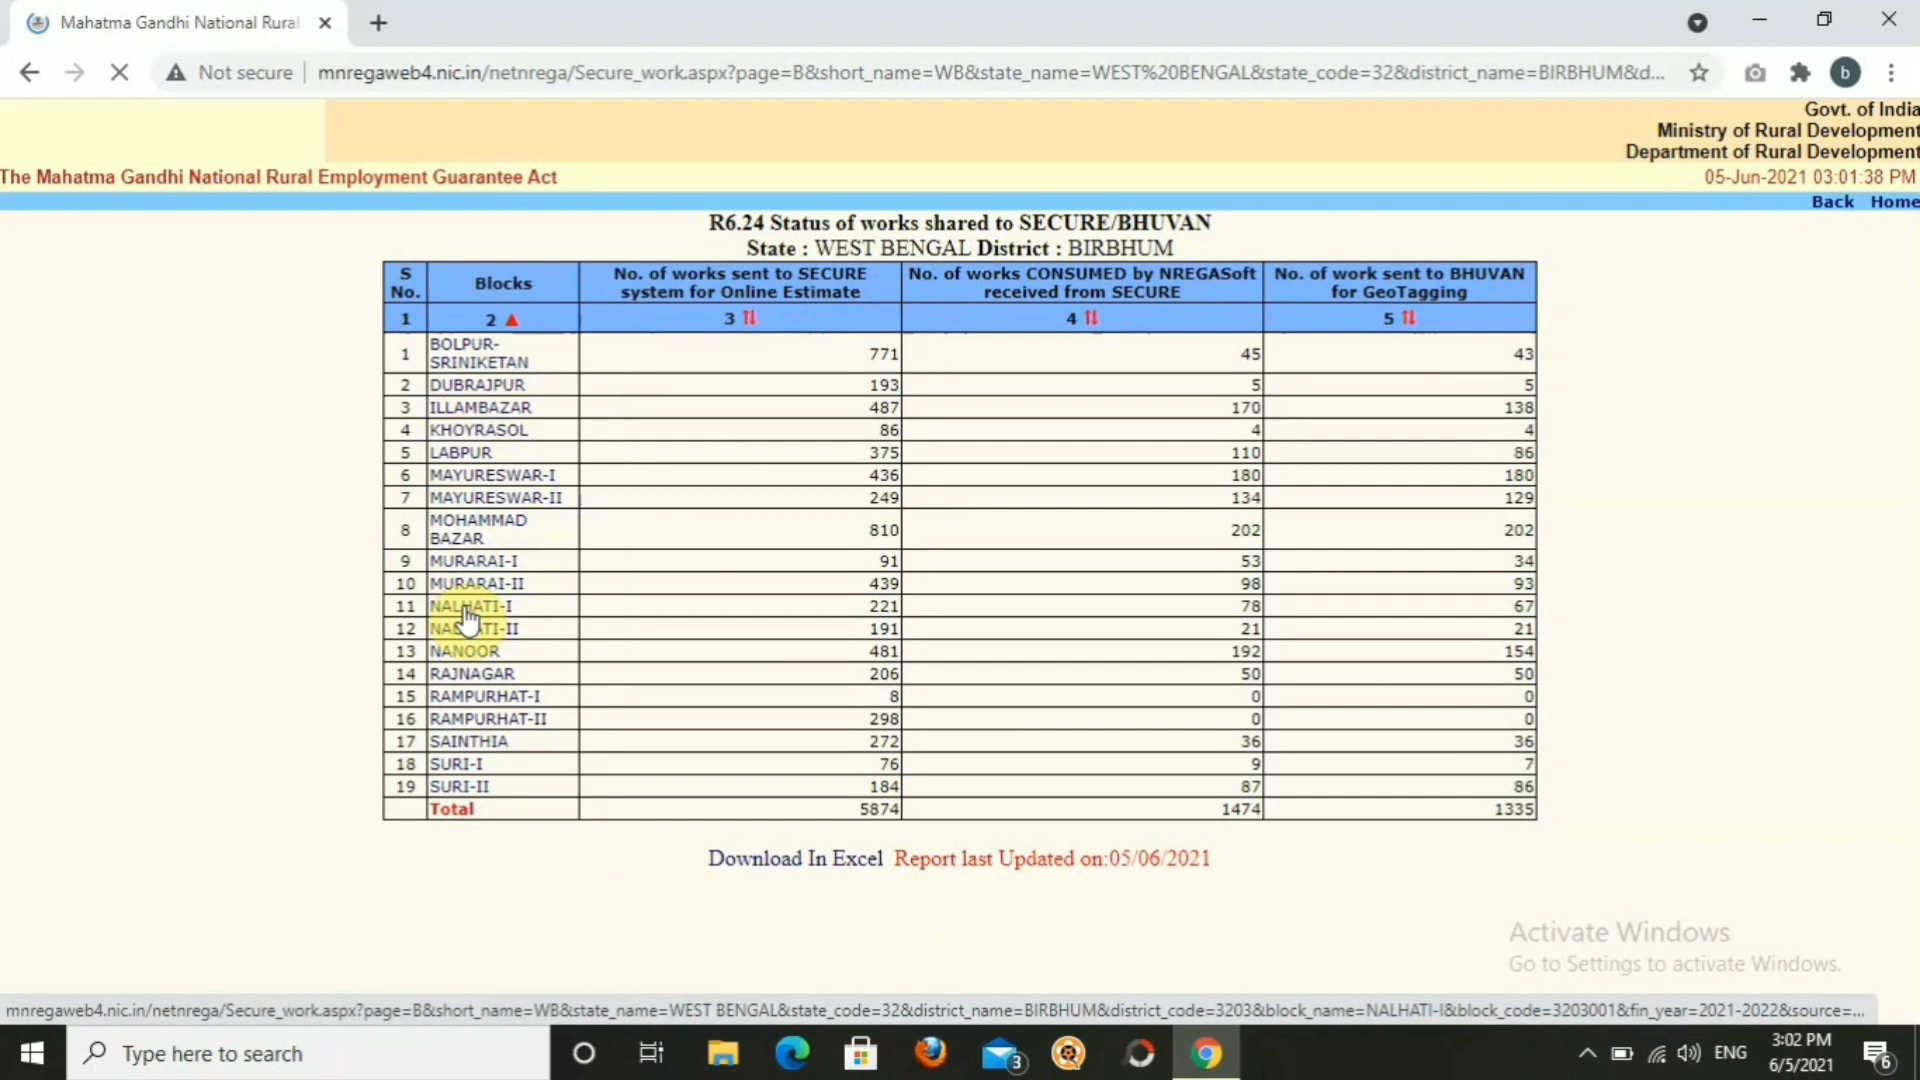 Mahatma Gandhi National Rural
Not secure
mnregaweb4.nic.in/netnrega/Secure_work.aspx?page=B&short_name=WB&state_name=WEST%20BENGAL&state_code=32&district_name=BIRBHUM&d...
b
Govt. of India
Ministry of Rural Development
Department of Rural Development
The Mahatma Gandhi National Rural Employment Guarantee Act
05-Jun-2021 03:01:38 PM
Back Home
R6.24 Status of works shared to SECURE/BHUVAN
State : WEST BENGAL District : BIRBHUM
S No. Blocks No. of works sent to SECURE system for Online Estimate No. of works CONSUMED by NREGASoft received from SECURE No. of work sent to BHUVAN for GeoTagging
1 2 3 4 5
1 BOLPUR-SRINIKETAN 771 45 43
2 DUBRAJPUR 193 5 5
3 ILLAMBAZAR 487 170 138
4 KHOYRASOL 86 4 4
5 LABPUR 375 110 86
6 MAYURESWAR-I 436 180 180
7 MAYURESWAR-II 249 134 129
8 MOHAMMAD BAZAR 810 202 202
9 MURARAI-I 91 53 34
10 MURARAI-II 439 98 93
11 NALHATI-I 221 78 67
12 NALHATI-II 191 21 21
13 NANOOR 481 192 154
14 RAJNAGAR 206 50 50
15 RAMPURHAT-I 8 0 0
16 RAMPURHAT-II 298 0 0
17 SAINTHIA 272 36 36
18 SURI-I 76 9 7
19 SURI-II 184 87 86
Total 5874 1474 1335
Download In Excel Report last Updated on:05/06/2021
Activate Windows
Go to Settings to activate Windows.
mnregaweb4.nic.in/netnrega/Secure_work.aspx?page=B&short_name=WB&state_name=WEST BENGAL&state_code=32&district_name=BIRBHUM&district_code=3203&block_name=NALHATI-I&block_code=3203001&fin_year=2021-2022&source=...
Type here to search
3
ENG
3:02 PM
6/5/2021
6